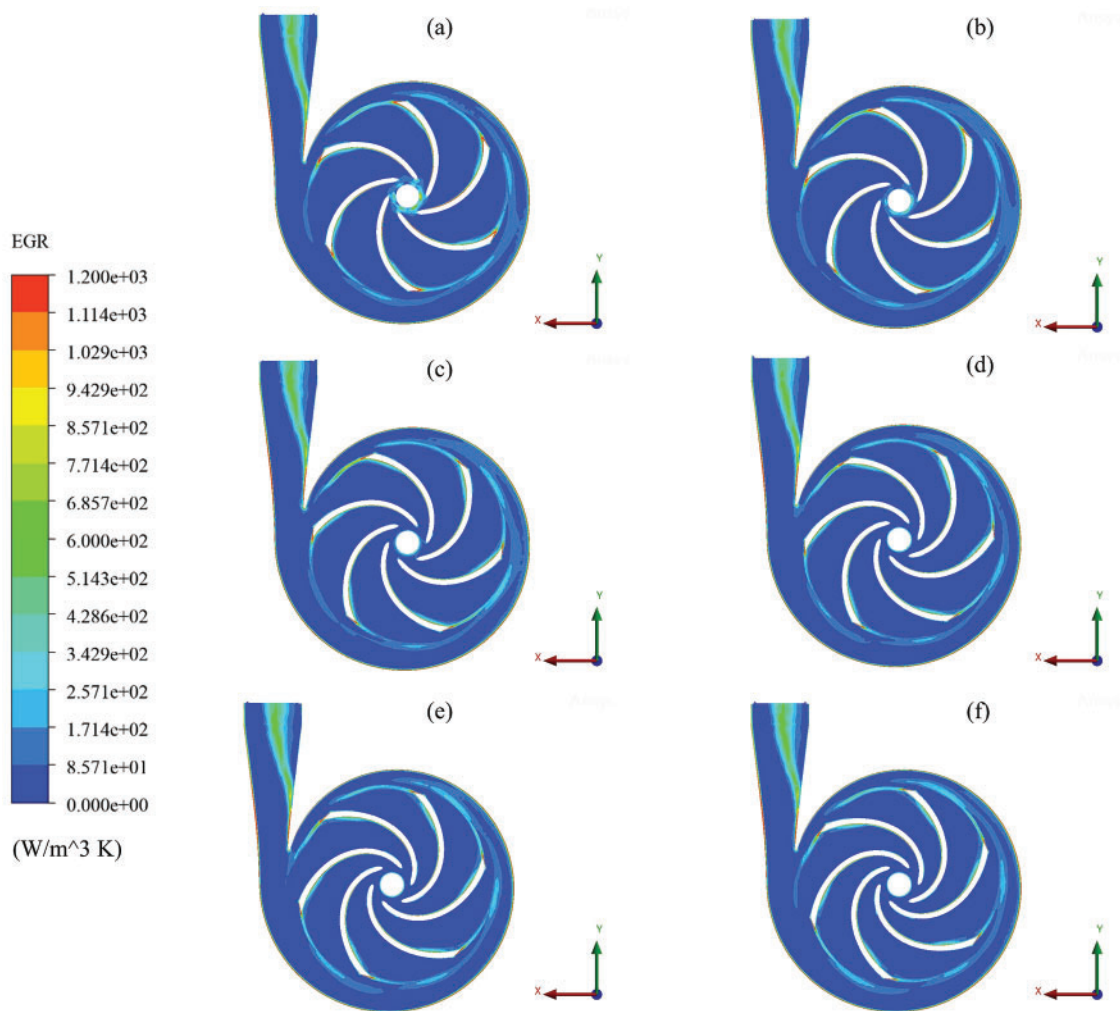 (a)
(b)
Y
X
Y
X
EGR
1.200e+03
1.114e+03
1.029e+03
9.429e+02
8.571e+02
7.714e+02
6.857e+02
6.000e+02
5.143e+02
4.286e+02
3.429e+02
2.571e+02
1.714e+02
8.571e+01
0.000e+00
(W/m^3 K)
(c)
(d)
Y
X
Y
X
(e)
(f)
Y
X
Y
X